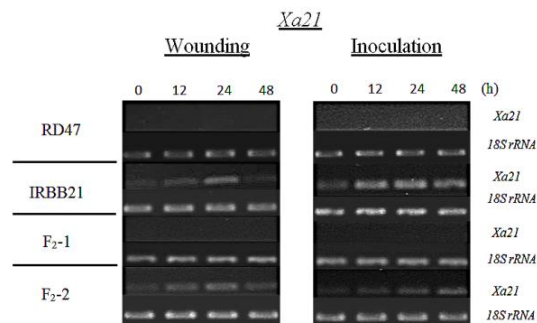 Xa21
Wounding Inoculation
0 12 24 48 0 12 24 48 (h)
RD47 Xa21
18S rRNA
IRBB21 Xa21
18S rRNA
F₂-1 Xa21
18S rRNA
F₂-2 Xa21
18S rRNA